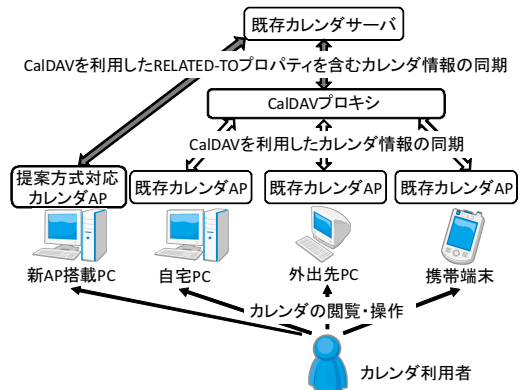 既存カレンダサーバ
CalDAVを利用したRELATED-TOプロパティを含むカレンダ情報の同期
CalDAVプロキシ
CalDAVを利用したカレンダ情報の同期
提案方式対応
カレンダAP
既存カレンダAP
既存カレンダAP
既存カレンダAP
新AP搭載PC
自宅PC
外出先PC
携帯端末
カレンダの閲覧・操作
カレンダ利用者